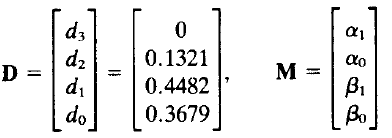 D = [d₃ d₂ d₁ d₀] = [0 0.1321 0.4482 0.3679], M = [α₁ α₀ β₁ β₀]